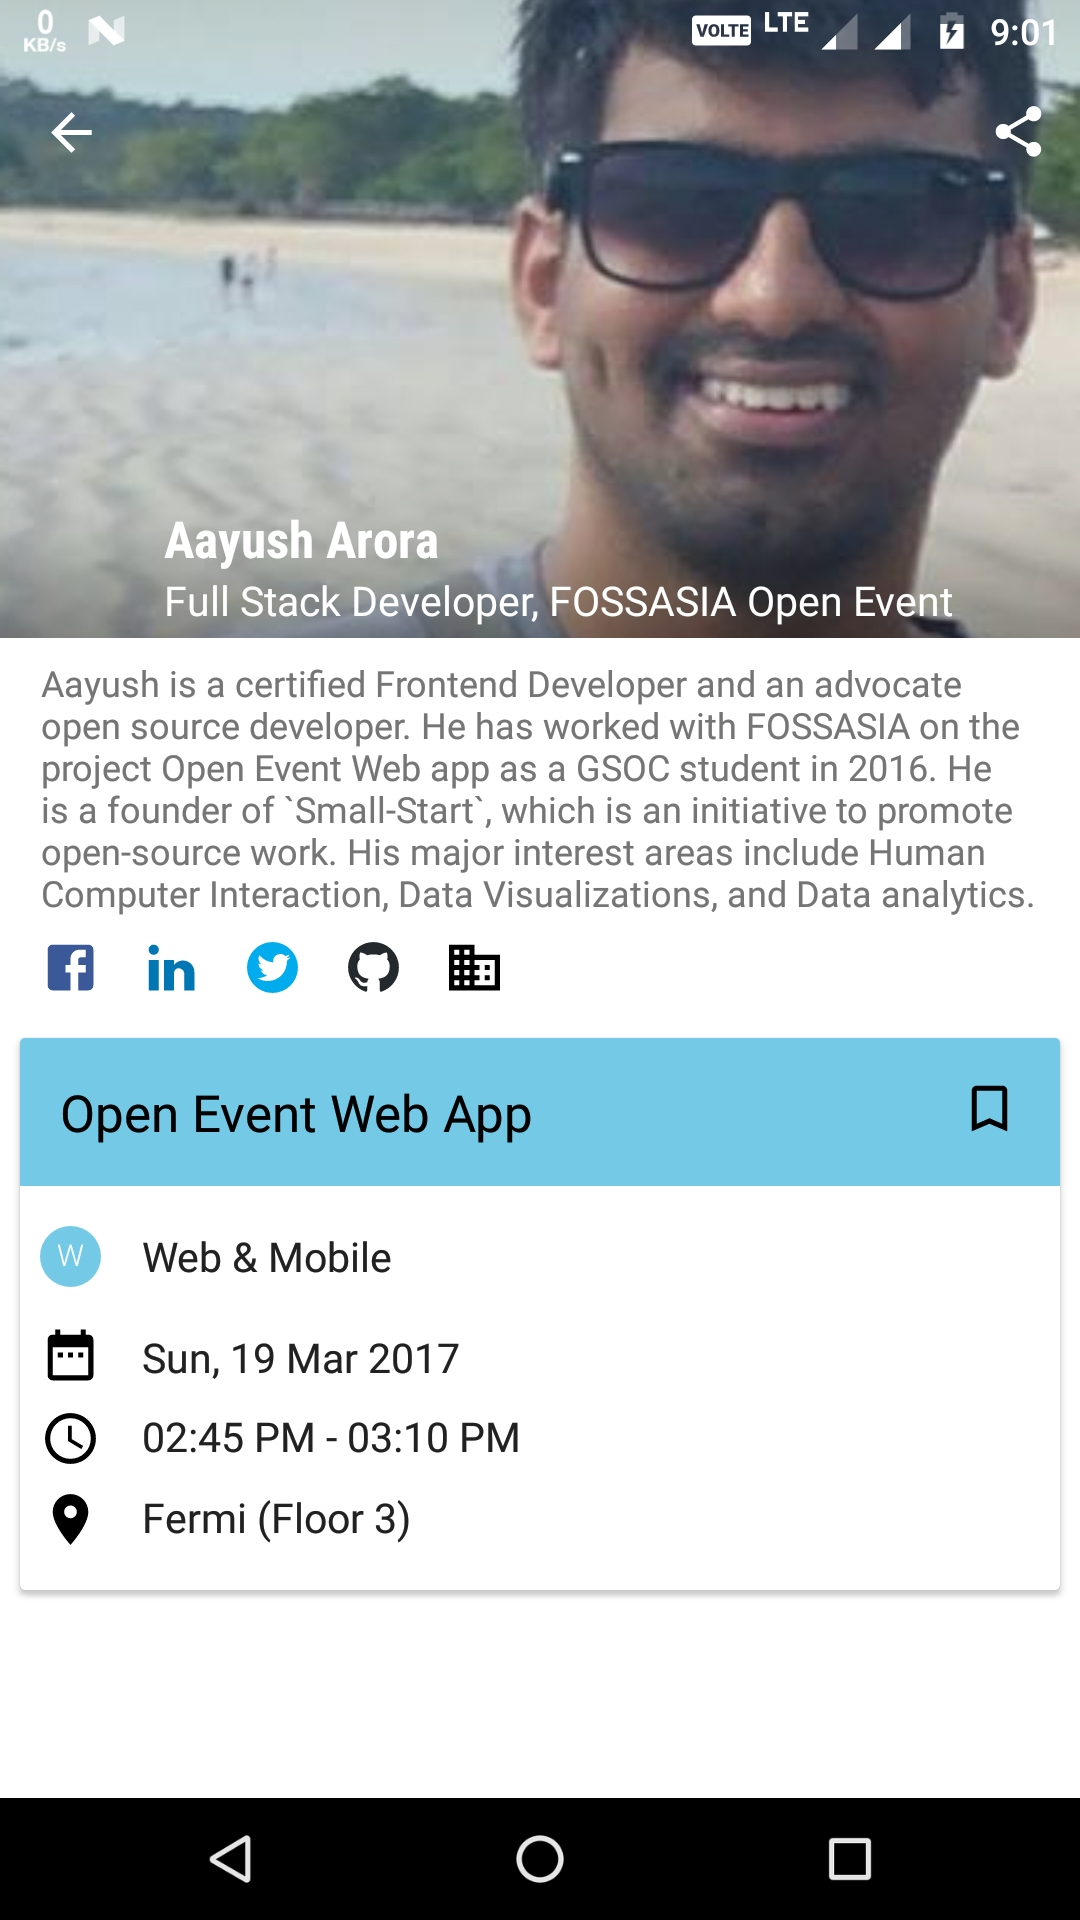 0
KB/s
VOLTE LTE 9:01
Aayush Arora
Full Stack Developer, FOSSASIA Open Event
Aayush is a certified Frontend Developer and an advocate
open source developer. He has worked with FOSSASIA on the
project Open Event Web app as a GSOC student in 2016. He
is a founder of `Small-Start`, which is an initiative to promote
open-source work. His major interest areas include Human
Computer Interaction, Data Visualizations, and Data analytics.
Open Event Web App
W Web & Mobile
Sun, 19 Mar 2017
02:45 PM - 03:10 PM
Fermi (Floor 3)